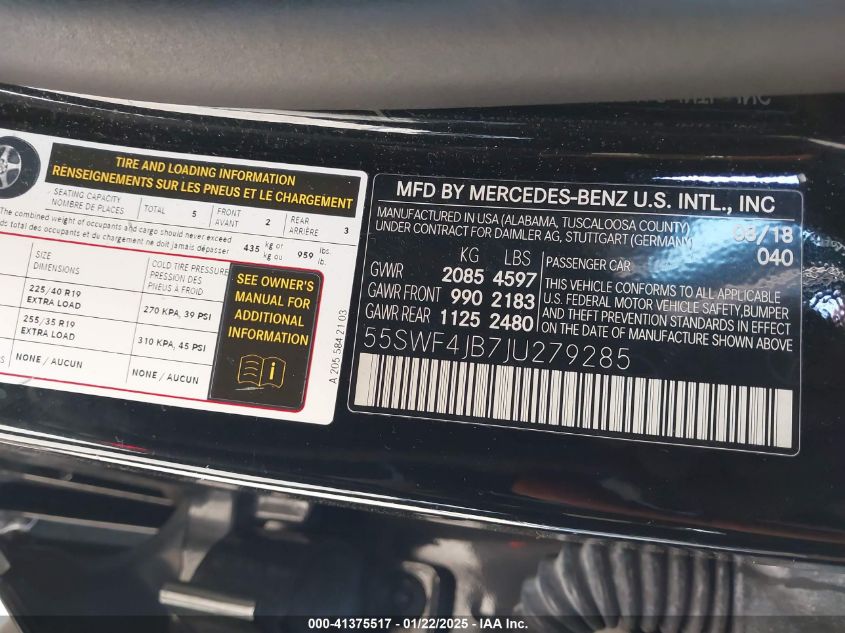 TIRE AND LOADING INFORMATION
RENSEIGNEMENTS SUR LES PNEUS ET LE CHARGEMENT
SEATING CAPACITY
NOMBRE DE PLACES
TOTAL 5
FRONT
AVANT 2
REAR
ARRIÈRE 3
The combined weight of occupants and cargo should never exceed
ds total des occupants et du chargement ne doit jamais dépasser
435 kg or
kg ou
959 lbs.
lb.
SIZE
DIMENSIONS
COLD TIRE PRESSURE
PRESSION DES
PNEUS À FROID
225/40 R19
EXTRA LOAD
270 KPA, 39 PSI
255/35 R19
EXTRA LOAD
310 KPA, 45 PSI
NONE / AUCUN
NONE / AUCUN
SEE OWNER'S
MANUAL FOR
ADDITIONAL
INFORMATION
A 205 584 21 03
MFD BY MERCEDES-BENZ U.S. INTL., INC
MANUFACTURED IN USA (ALABAMA, TUSCALOOSA COUNTY)
UNDER CONTRACT FOR DAIMLER AG, STUTTGART (GERMANY)
03/18
040
KG LBS
GWWR 2085 4597
GAWR FRONT 990 2183
GAWR REAR 1125 2480
PASSENGER CAR
THIS VEHICLE CONFORMS TO ALL APPLICABLE
U.S. FEDERAL MOTOR VEHICLE SAFETY, BUMPER
AND THEFT PREVENTION STANDARDS IN EFFECT
ON THE DATE OF MANUFACTURE SHOWN ABOVE
55SWF4JB7JU279285
000-41375517 - 01/22/2025 - IAA Inc.